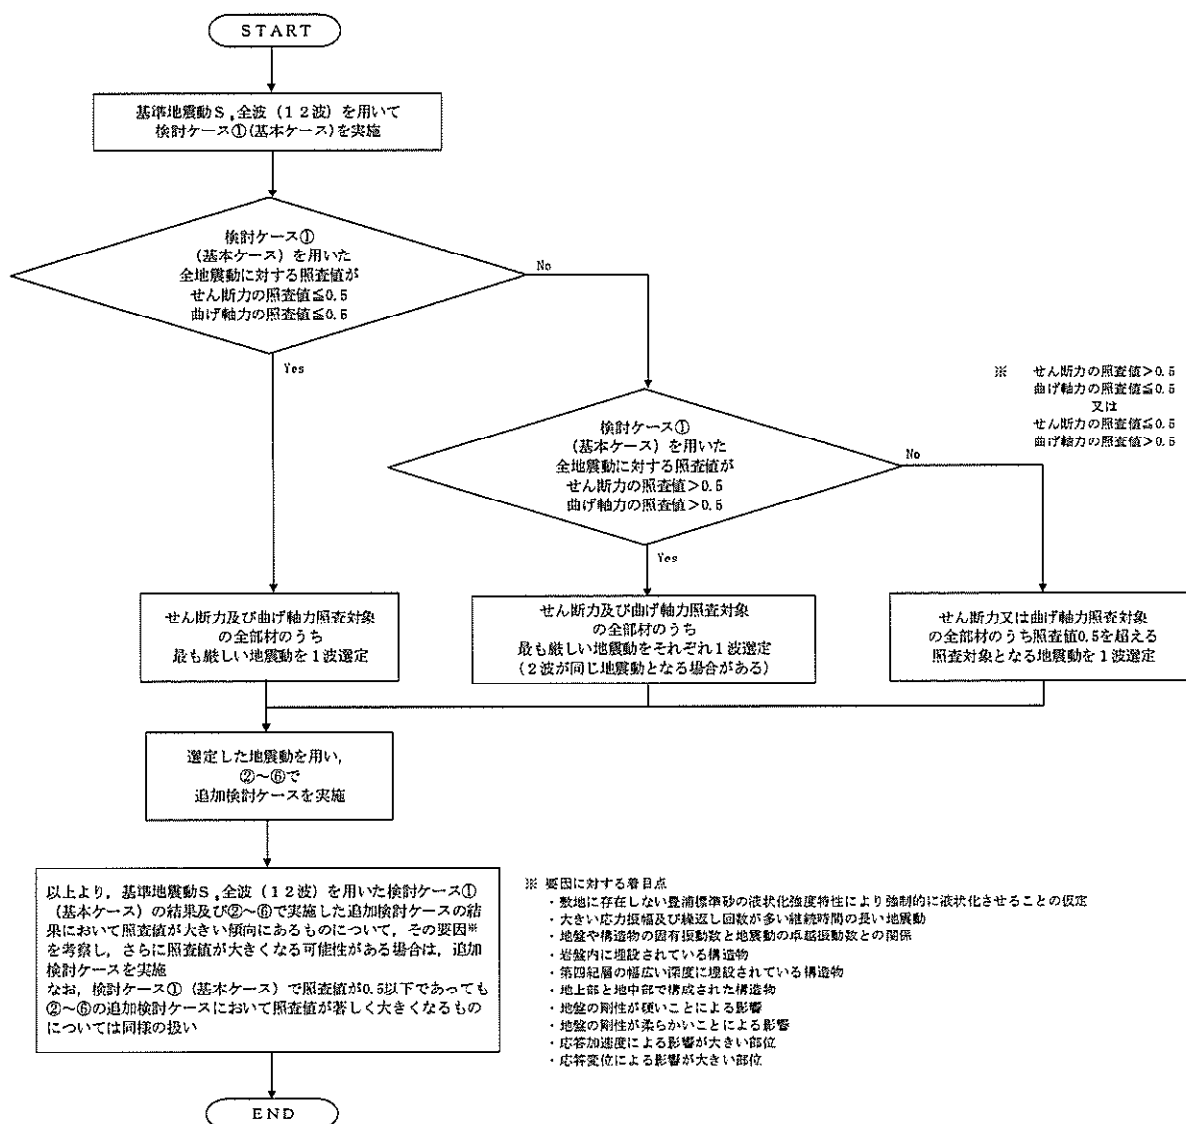 START
基準地震動Ｓｓ全波（１２波）を用いて
検討ケース①(基本ケース)を実施
検討ケース①
(基本ケース）を用いた
全地震動に対する照査値が
せん断力の照査値≦0.5
曲げ軸力の照査値≦0.5
No
Yes
※ せん断力の照査値＞0.5
曲げ軸力の照査値≦0.5
又は
せん断力の照査値≦0.5
曲げ軸力の照査値＞0.5
検討ケース①
(基本ケース）を用いた
全地震動に対する照査値が
せん断力の照査値＞0.5
曲げ軸力の照査値＞0.5
No
Yes
せん断力及び曲げ軸力照査対象
の全部材のうち
最も厳しい地震動を１波選定
せん断力及び曲げ軸力照査対象
の全部材のうち
最も厳しい地震動をそれぞれ１波選定
（２波が同じ地震動となる場合がある）
せん断力又は曲げ軸力照査対象
の全部材のうち照査値0.5を超える
照査対象となる地震動を１波選定
選定した地震動を用い，
②～⑥で
追加検討ケースを実施
以上より，基準地震動Ｓｓ全波（１２波）を用いた検討ケース①
（基本ケース）の結果及び②～⑥で実施した追加検討ケースの結
果において照査値が大きい傾向にあるものについて，その要因※
を考察し，さらに照査値が大きくなる可能性がある場合は，追加
検討ケースを実施
なお，検討ケース①（基本ケース）で照査値が0.5以下であっても
②～⑥の追加検討ケースにおいて照査値が著しく大きくなるもの
については同様の扱い
※ 要因に対する着目点
・敷地に存在しない豊浦標準砂の液状化強度特性により強制的に液状化させることの仮定
・大きい応力振幅及び繰返し回数が多い継続時間の長い地震動
・地盤や構造物の固有振動数と地震動の卓越振動数との関係
・岩盤内に埋設されている構造物
・第四紀層の幅広い深度に埋設されている構造物
・地上部と地中部で構成された構造物
・地盤の剛性が硬いことによる影響
・地盤の剛性が柔らかいことによる影響
・応答加速度による影響が大きい部位
・応答変位による影響が大きい部位
END